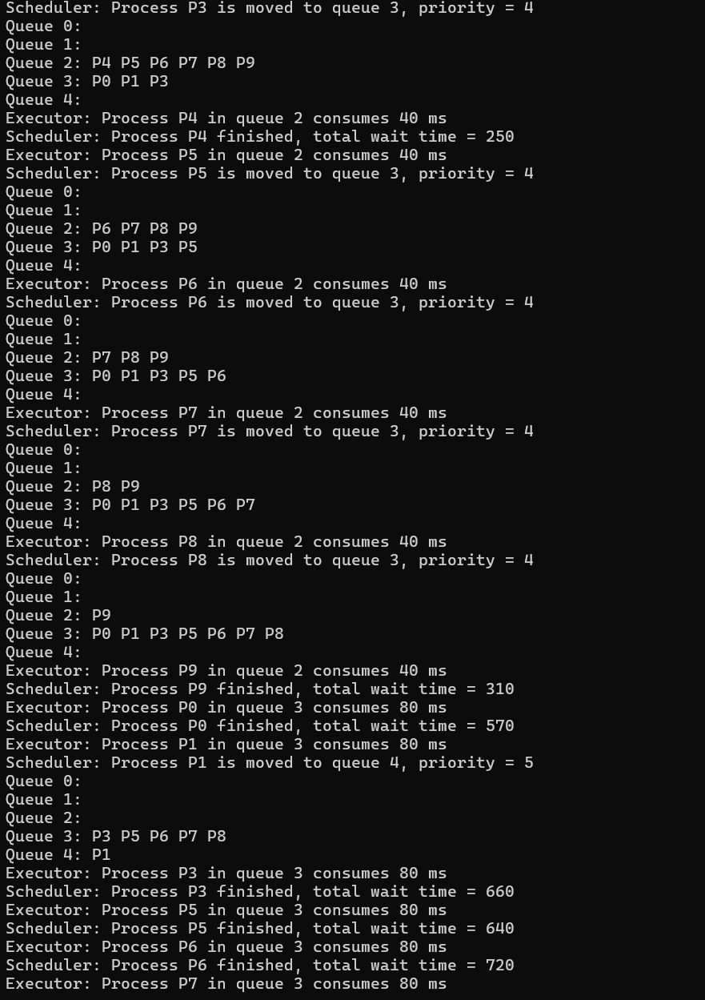 Scheduler: Process P3 is moved to queue 3, priority = 4
Queue 0:
Queue 1:
Queue 2: P4 P5 P6 P7 P8 P9
Queue 3: P0 P1 P3
Queue 4:
Executor: Process P4 in queue 2 consumes 40 ms
Scheduler: Process P4 finished, total wait time = 250
Executor: Process P5 in queue 2 consumes 40 ms
Scheduler: Process P5 is moved to queue 3, priority = 4
Queue 0:
Queue 1:
Queue 2: P6 P7 P8 P9
Queue 3: P0 P1 P3 P5
Queue 4:
Executor: Process P6 in queue 2 consumes 40 ms
Scheduler: Process P6 is moved to queue 3, priority = 4
Queue 0:
Queue 1:
Queue 2: P7 P8 P9
Queue 3: P0 P1 P3 P5 P6
Queue 4:
Executor: Process P7 in queue 2 consumes 40 ms
Scheduler: Process P7 is moved to queue 3, priority = 4
Queue 0:
Queue 1:
Queue 2: P8 P9
Queue 3: P0 P1 P3 P5 P6 P7
Queue 4:
Executor: Process P8 in queue 2 consumes 40 ms
Scheduler: Process P8 is moved to queue 3, priority = 4
Queue 0:
Queue 1:
Queue 2: P9
Queue 3: P0 P1 P3 P5 P6 P7 P8
Queue 4:
Executor: Process P9 in queue 2 consumes 40 ms
Scheduler: Process P9 finished, total wait time = 310
Executor: Process P0 in queue 3 consumes 80 ms
Scheduler: Process P0 finished, total wait time = 570
Executor: Process P1 in queue 3 consumes 80 ms
Scheduler: Process P1 is moved to queue 4, priority = 5
Queue 0:
Queue 1:
Queue 2:
Queue 3: P3 P5 P6 P7 P8
Queue 4: P1
Executor: Process P3 in queue 3 consumes 80 ms
Scheduler: Process P3 finished, total wait time = 660
Executor: Process P5 in queue 3 consumes 80 ms
Scheduler: Process P5 finished, total wait time = 640
Executor: Process P6 in queue 3 consumes 80 ms
Scheduler: Process P6 finished, total wait time = 720
Executor: Process P7 in queue 3 consumes 80 ms